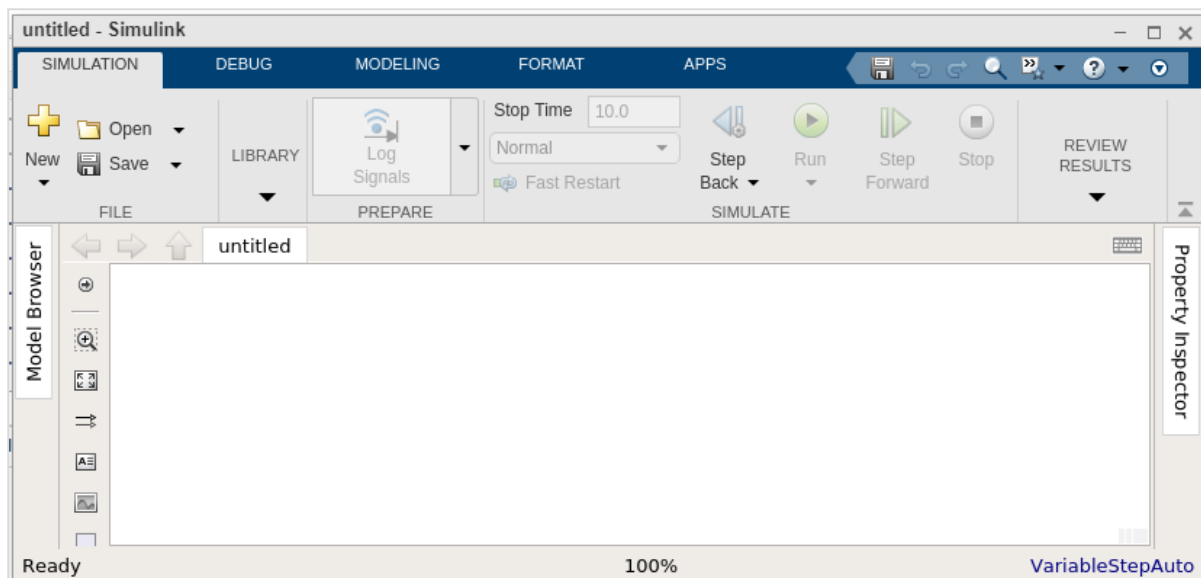 untitled - Simulink
SIMULATION DEBUG MODELING FORMAT APPS
New
Open
Save
FILE
LIBRARY
Log
Signals
PREPARE
Stop Time 10.0
Normal
Fast Restart
Step
Back
Run
Step
Forward
Stop
SIMULATE
REVIEW
RESULTS
Model Browser
untitled
Property Inspector
Ready 100% VariableStepAuto